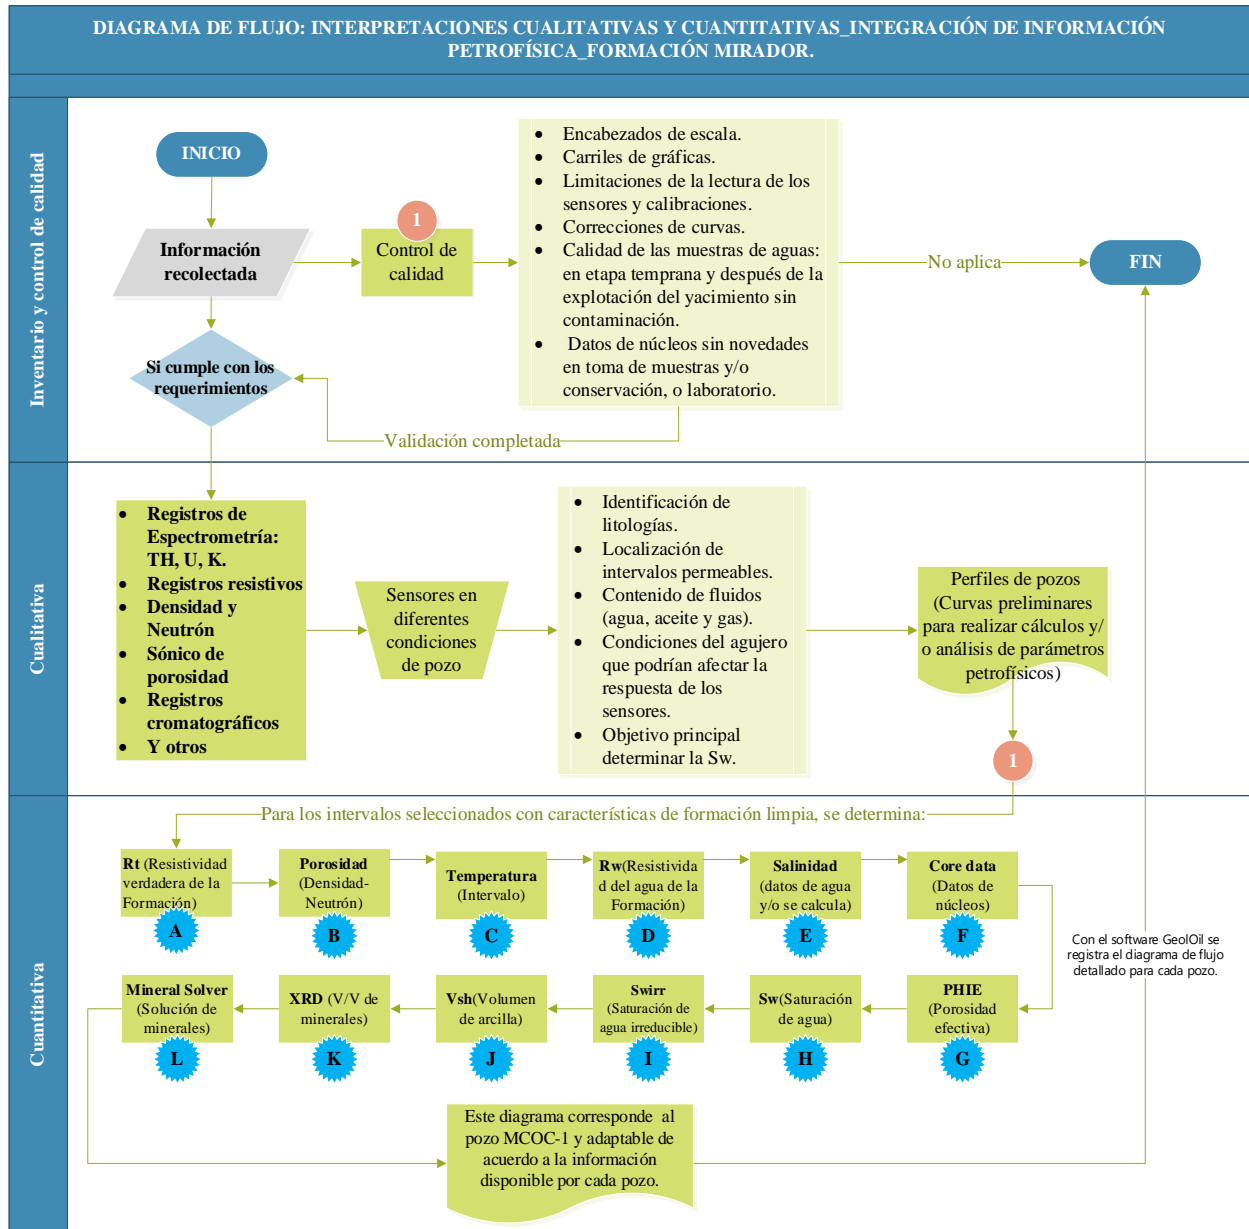 DIAGRAMA DE FLUJO: INTERPRETACIONES CUALITATIVAS Y CUANTITATIVAS_INTEGRACIÓN DE INFORMACIÓN
PETROFÍSICA_FORMACIÓN MIRADOR.
Inventario y control de calidad
INICIO
Información
recolectada
1
Control de
calidad
• Encabezados de escala.
• Carriles de gráficas.
• Limitaciones de la lectura de los
sensores y calibraciones.
• Correcciones de curvas.
• Calidad de las muestras de aguas:
en etapa temprana y después de la
explotación del yacimiento sin
contaminación.
• Datos de núcleos sin novedades
en toma de muestras y/o
conservación, o laboratorio.
No aplica
FIN
Si cumple con los
requerimientos
Validación completada
Cualitativa
• Registros de
Espectrometría:
TH, U, K.
• Registros resistivos
• Densidad y
Neutrón
• Sónico de
porosidad
• Registros
cromatográficos
• Y otros
Sensores en
diferentes
condiciones
de pozo
• Identificación de
litologías.
• Localización de
intervalos permeables.
• Contenido de fluidos
(agua, aceite y gas).
• Condiciones del agujero
que podrían afectar la
respuesta de los
sensores.
• Objetivo principal
determinar la Sw.
Perfiles de pozos
(Curvas preliminares
para realizar cálculos y/
o análisis de parámetros
petrofísicos)
1
Cuantitativa
Para los intervalos seleccionados con características de formación limpia, se determina:
Rt (Resistividad
verdadera de la
Formación)
A
Porosidad
(Densidad-
Neutrón)
B
Temperatura
(Intervalo)
C
Rw(Resistivida
d del agua de la
Formación)
D
Salinidad
(datos de agua
y/o se calcula)
E
Core data
(Datos de
núcleos)
F
Con el software GeolOil se
registra el diagrama de flujo
detallado para cada pozo.
Mineral Solver
(Solución de
minerales)
L
XRD (V/V de
minerales)
K
Vsh(Volumen
de arcilla)
J
Swirr
(Saturación de
agua irreducible)
I
Sw(Saturación
de agua)
H
PHIE
(Porosidad
efectiva)
G
Este diagrama corresponde al
pozo MCOC-1 y adaptable de
acuerdo a la información
disponible por cada pozo.